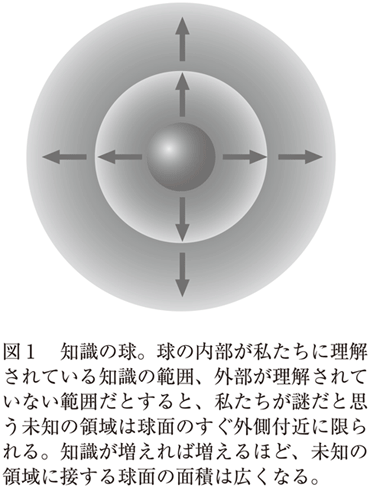 図1　知識の球。球の内部が私たちに理解
されている知識の範囲、外部が理解されて
いない範囲だとすると、私たちが謎だと思
う未知の領域は球面のすぐ外側付近に限ら
れる。知識が増えれば増えるほど、未知の
領域に接する球面の面積は広くなる。